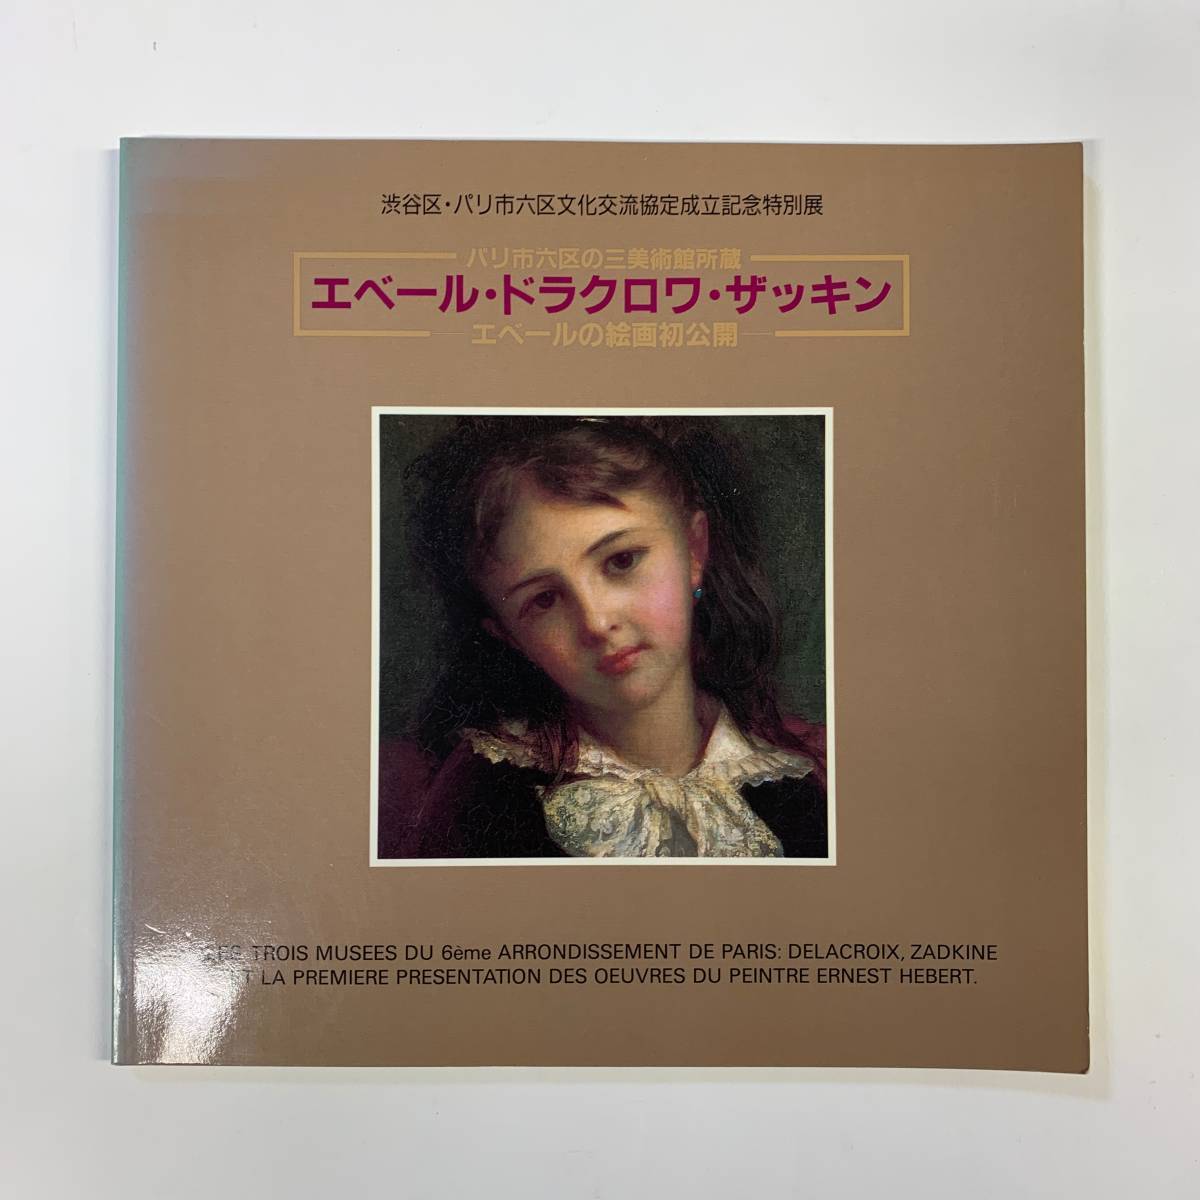 渋谷区・パリ市六区文化交流協定成立記念特別展
パリ市六区の三美術館所蔵
エベール・ドラクロワ・ザッキン
エベールの絵画初公開
LES TROIS MUSEES DU 6ème ARRONDISSEMENT DE PARIS: DELACROIX, ZADKINE
ET LA PREMIERE PRESENTATION DES OEUVRES DU PEINTRE ERNEST HEBERT.